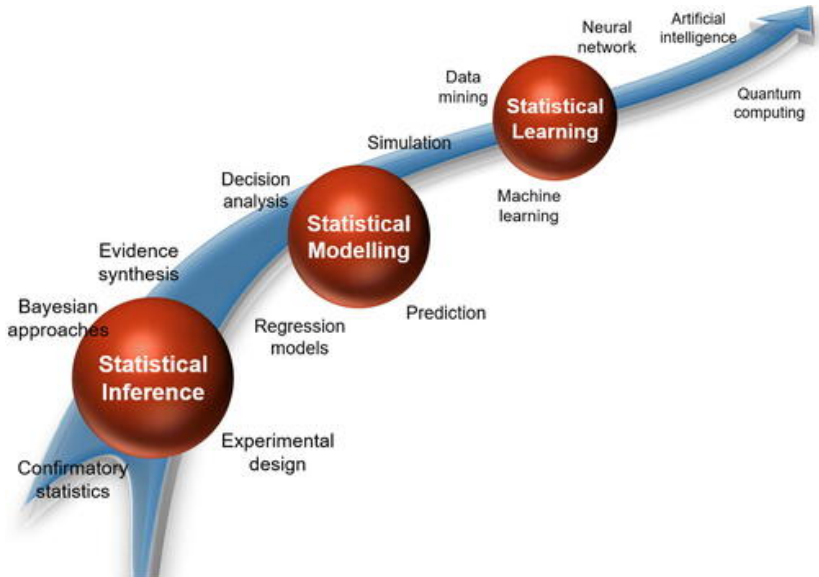 Artificial
intelligence
Neural
network
Quantum
computing
Data
mining
Statistical
Learning
Simulation
Machine
learning
Decision
analysis
Statistical
Modelling
Evidence
synthesis
Prediction
Regression
models
Bayesian
approaches
Statistical
Inference
Experimental
design
Confirmatory
statistics